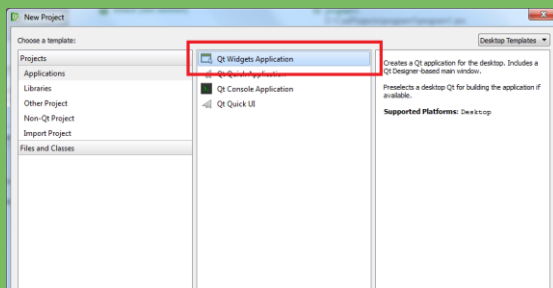 New Project
Choose a template:
Desktop Templates
Projects
Applications
Libraries
Other Project
Non-Qt Project
Import Project
Files and Classes
Qt Widgets Application
Qt Quick Application
Qt Console Application
Qt Quick UI
Creates a Qt application for the desktop. Includes a
Qt Designer-based main window.
Preselects a desktop Qt for building the application if
available.
Supported Platforms: Desktop